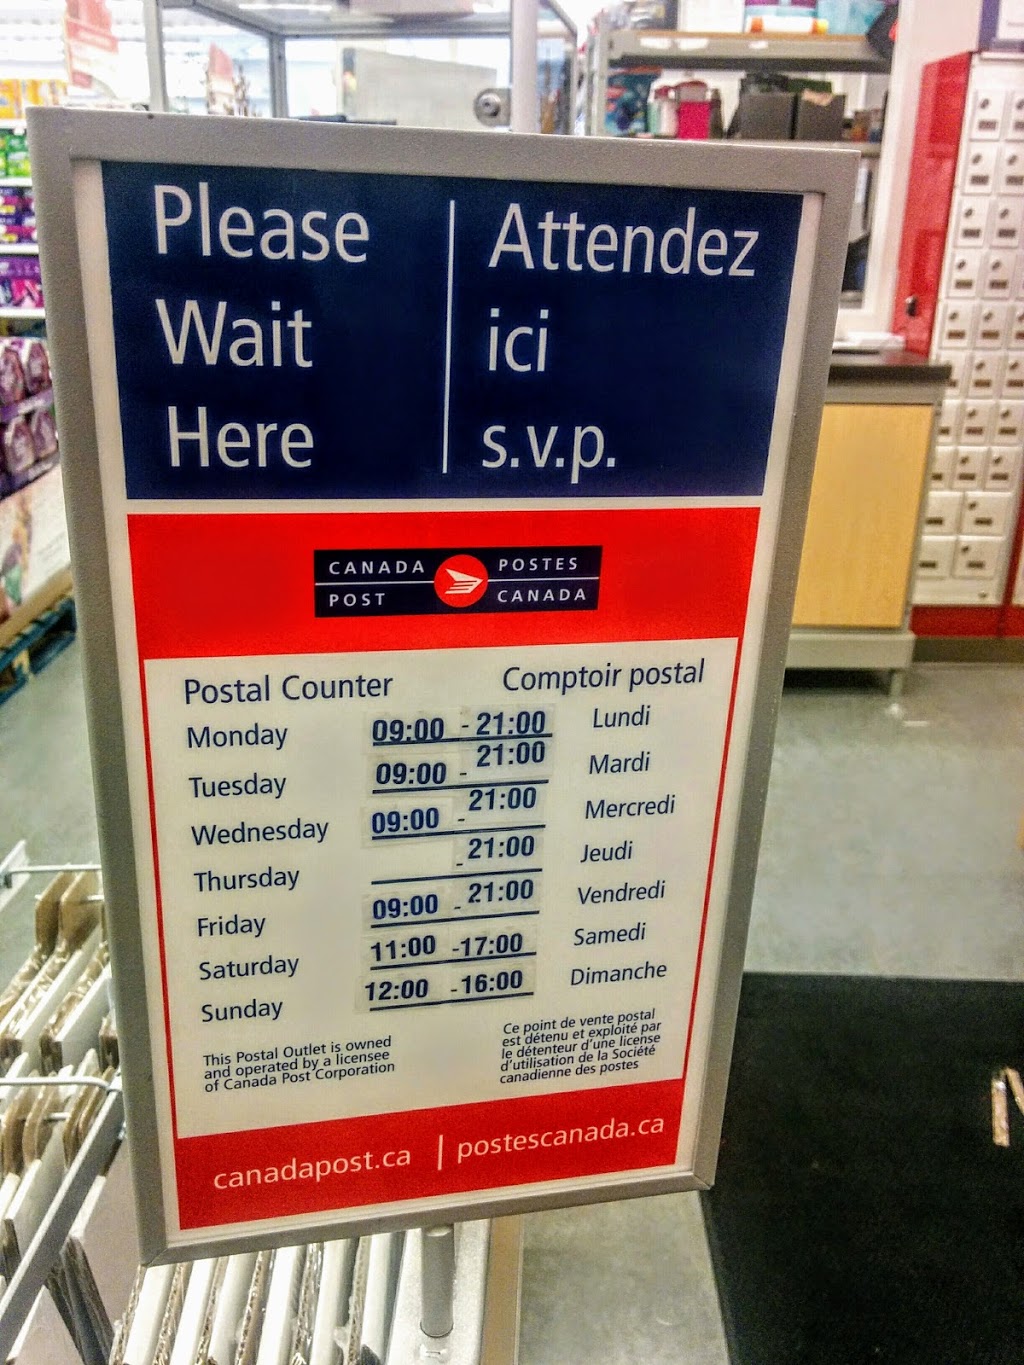 Please
Wait
Here
Attendez
ici
s.v.p.
CANADA
POST
POSTES
CANADA
Postal Counter Comptoir postal
Monday 09:00 - 21:00 Lundi
Tuesday 09:00 - 21:00 Mardi
Wednesday 09:00 - 21:00 Mercredi
Thursday - 21:00 Jeudi
Friday 09:00 - 21:00 Vendredi
Saturday 11:00 - 17:00 Samedi
Sunday 12:00 - 16:00 Dimanche
This Postal Outlet is owned
and operated by a licensee
of Canada Post Corporation
Ce point de vente postal
est détenu et exploité par
le détenteur d'une license
d'utilisation de la Société
canadienne des postes
canadapost.ca | postescanada.ca